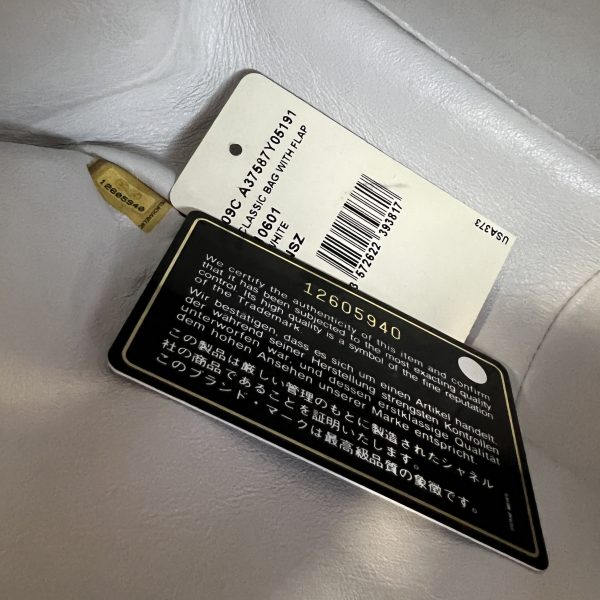 09C A37587Y05191
CLASSIC BAG WITH FLAP
0601
WHITE
NSZ
3 572622 393817
USA373
12605940
12605940
We certify the authenticity of this item and confirm
that it has been subjected to the most exacting quality
control. Its high quality is a symbol of the fine reputation
of the Trademark.
Wir bestätigen, dass es sich um einen Artikel handelt,
der während seiner Herstellung strengsten Kontrollen
unterworfen war, und dessen erstklassige Qualität
dem hohen Ansehen unserer Marke entspricht.
この製品は厳しい管理のもとに製造されたシャネル
社の商品であることを証明いたします。
このブランド・マークは最高級品質の象徴です。